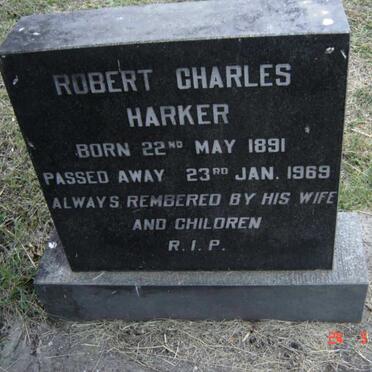 ROBERT CHARLES
HARKER
BORN 22ND MAY 1891
PASSED AWAY 23RD JAN. 1969
ALWAYS REMBERED BY HIS WIFE
AND CHILDREN
R.I.P.